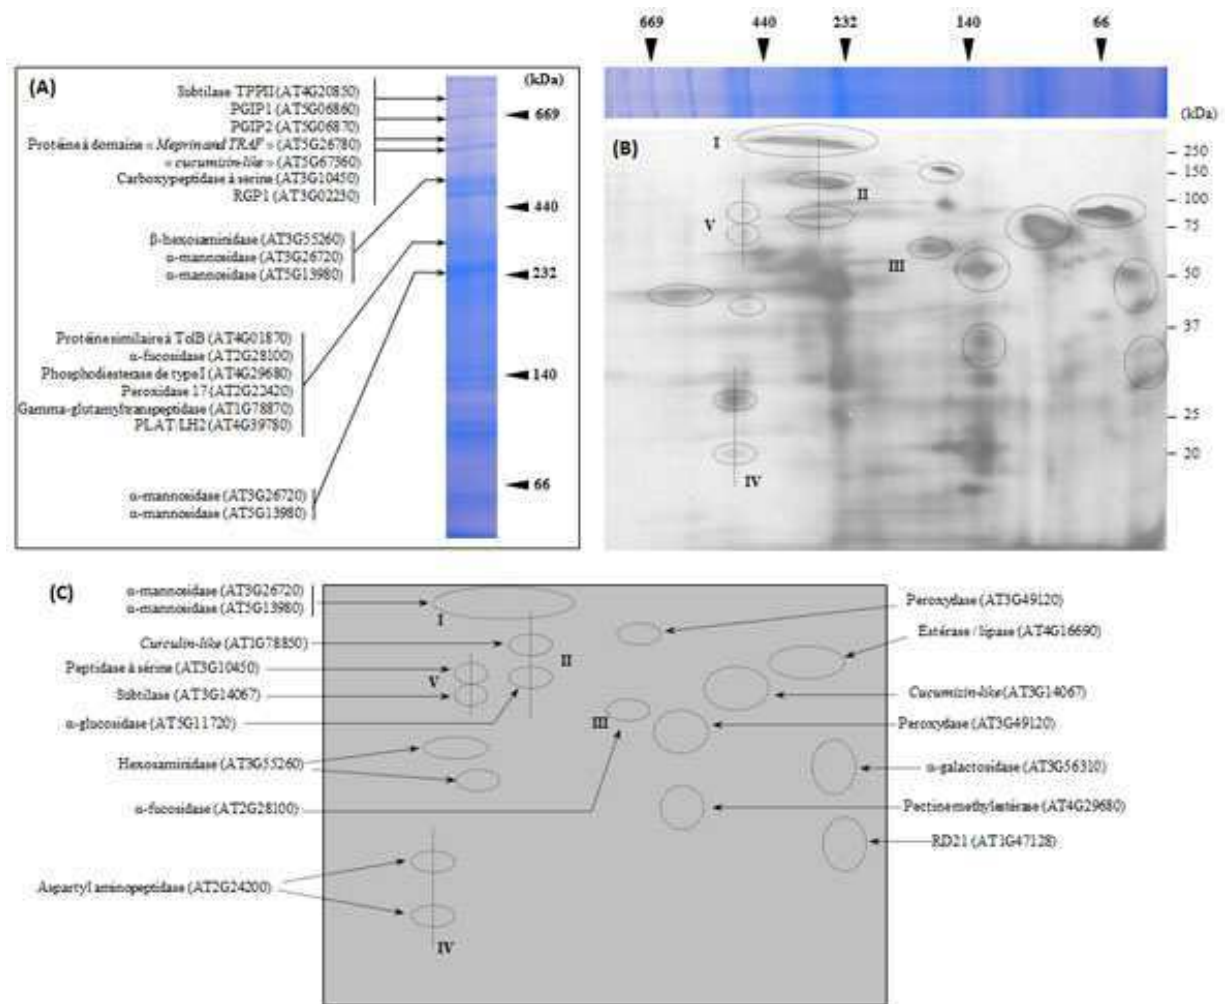 669 440 232 140 66
(A)
(kDa)
Subtilase TPPII (AT4G20850)
PGIP1 (AT5G06860)
PGIP2 (AT5G06870)
Protéine à domaine « Meprin and TRAF » (AT5G26780)
« cucumisin-like » (AT5G67360)
Carboxypeptidase à sérine (AT3G10450)
RGP1 (AT3G02230)
β-hexosaminidase (AT3G55260)
α-mannosidase (AT3G26720)
α-mannosidase (AT5G13980)
Protéine similaire à TolB (AT4G01870)
α-fucosidase (AT2G28100)
Phosphodiesterase de type I (AT4G29680)
Peroxidase 17 (AT2G22420)
Gamma-glutamyltranspeptidase (AT1G78870)
PLAT/LH2 (AT4G39780)
α-mannosidase (AT3G26720)
α-mannosidase (AT5G13980)
669
440
232
140
66
(B)
(kDa)
250
150
100
75
50
37
25
20
I
II
V
III
IV
(C)
α-mannosidase (AT3G26720)
α-mannosidase (AT5G13980)
Curculin-like (AT1G78850)
Peptidase à sérine (AT3G10450)
Subtilase (AT3G14067)
α-glucosidase (AT5G11720)
Hexosaminidase (AT3G55260)
α-fucosidase (AT2G28100)
Aspartyl aminopeptidase (AT2G24200)
I
II
V
III
IV
Peroxydase (AT3G49120)
Estérase / lipase (AT4G16690)
Cucumisin-like (AT3G14067)
Peroxydase (AT3G49120)
α-galactosidase (AT3G56310)
Pectine methylestérase (AT4G29680)
RD21 (AT1G47128)